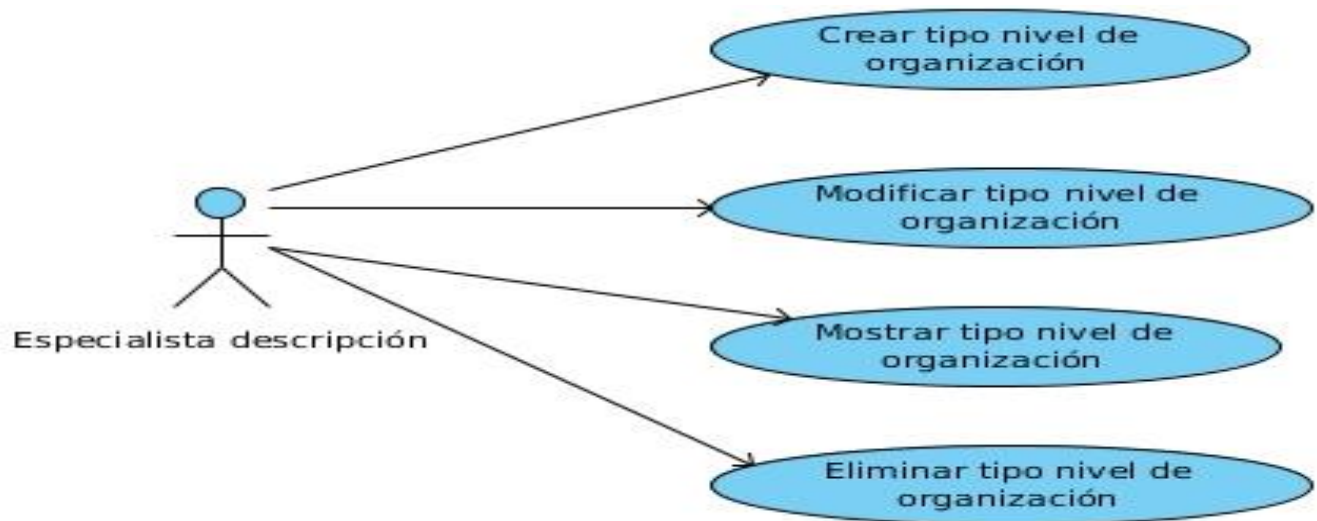 Crear tipo nivel de
organización
Modificar tipo nivel de
organización
Especialista descripción
Mostrar tipo nivel de
organización
Eliminar tipo nivel de
organización